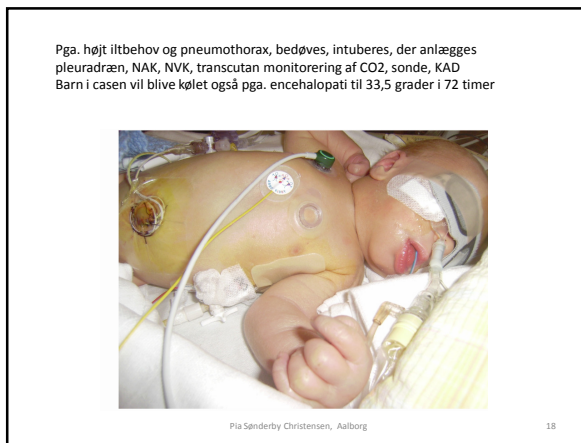 Pga. højt iltbehov og pneumothorax, bedøves, intuberes, der anlægges
pleuradræn, NAK, NVK, transcutan monitorering af CO2, sonde, KAD
Barn i casen vil blive kølet også pga. encehalopati til 33,5 grader i 72 timer
Pia Sønderby Christensen, Aalborg
18